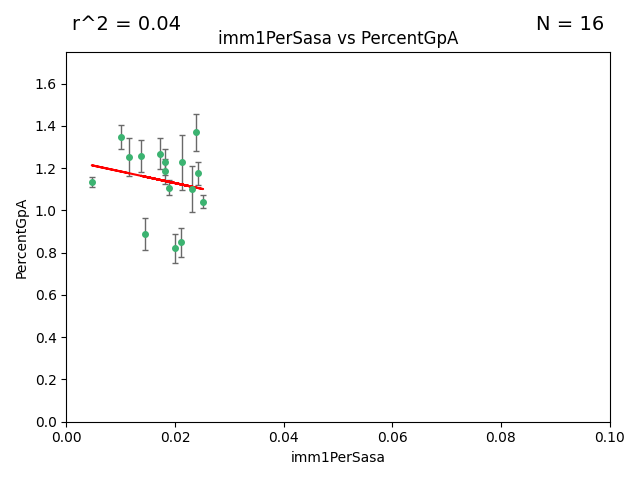 r^2 = 0.04
N = 16
imm1PerSasa vs PercentGpA
PercentGpA
1.6
1.4
1.2
1.0
0.8
0.6
0.4
0.2
0.0
0.00 0.02 0.04 0.06 0.08 0.10
imm1PerSasa